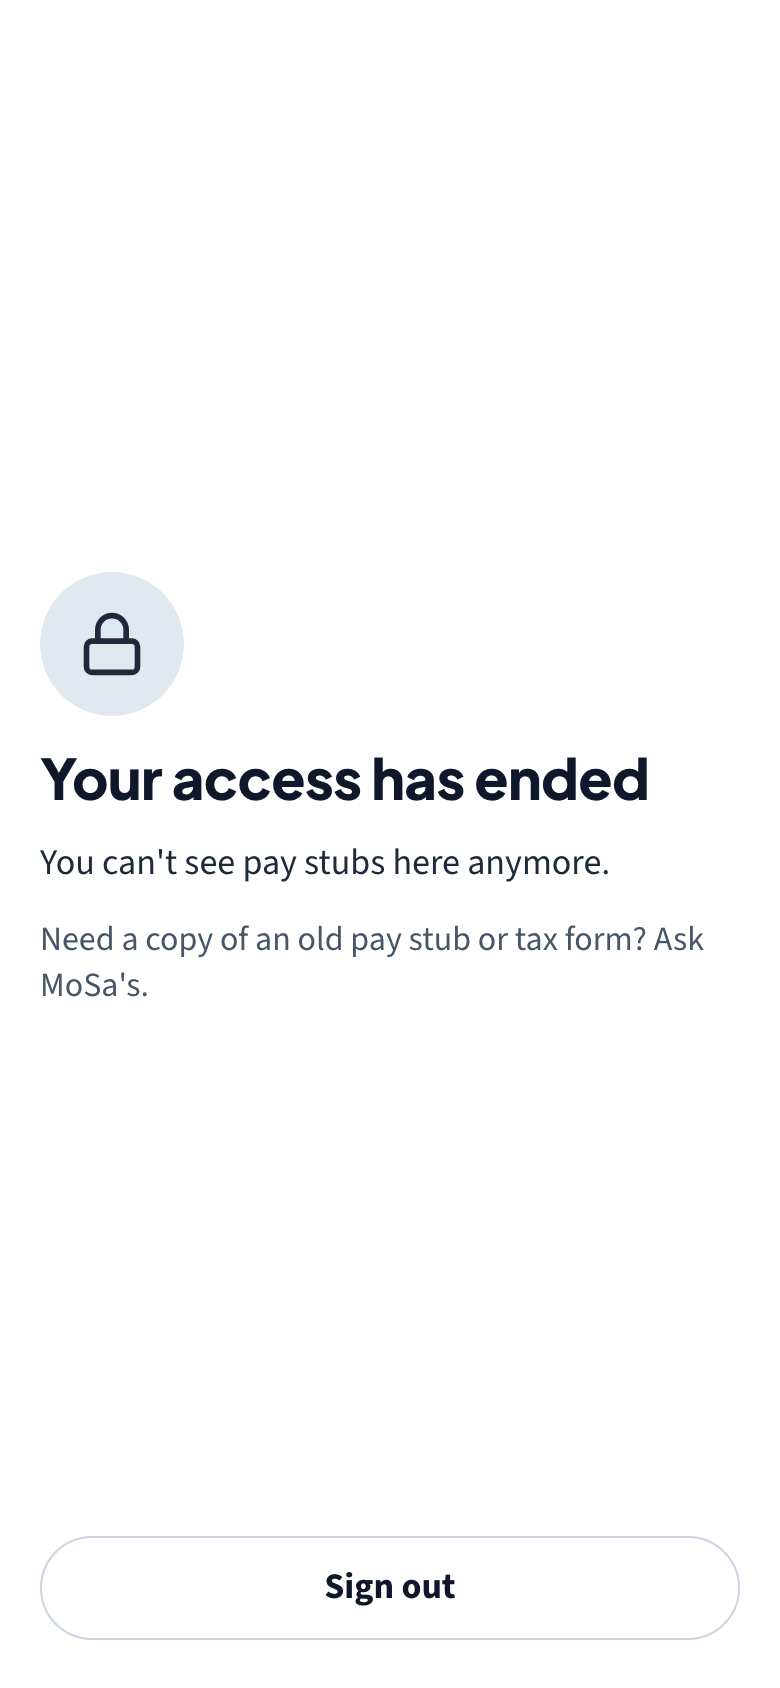 Your access has ended
You can't see pay stubs here anymore.
Need a copy of an old pay stub or tax form? Ask
MoSa's.
Sign out